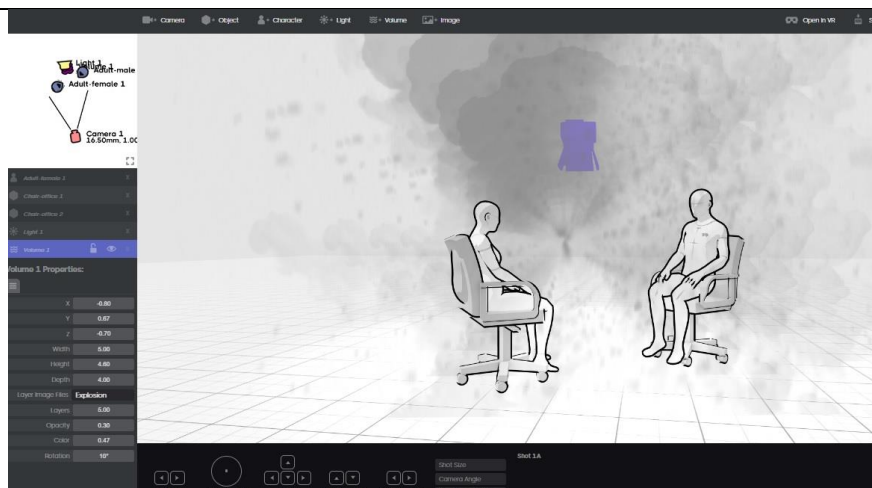 + Camera
+ Object
+ Character
+ Light
+ Volume
+ Image
Open in VR
S
Light 1
Volume 1
Adult-male
Adult-female 1
Camera 1
16.50mm, 1.00
Adult-female 1 X
Chair-office 1 X
Chair-office 2 X
Light 1 X
Volume 1
Volume 1 Properties:
X -0.80
Y 0.67
Z -0.70
Width 5.00
Height 4.60
Depth 4.00
Layer Image Files Explosion
Layers 5.00
Opacity 0.30
Color 0.47
Rotation 10°
Shot Size
Camera Angle
Shot 1A